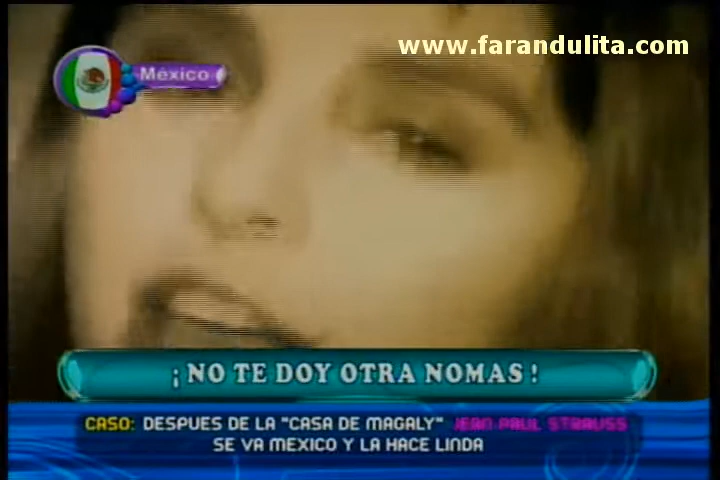 www.farandulita.com
México
¡ NO TE DOY OTRA NOMAS !
CASO: DESPUES DE LA "CASA DE MAGALY" JEAN PAUL STRAUSS
SE VA MEXICO Y LA HACE LINDA